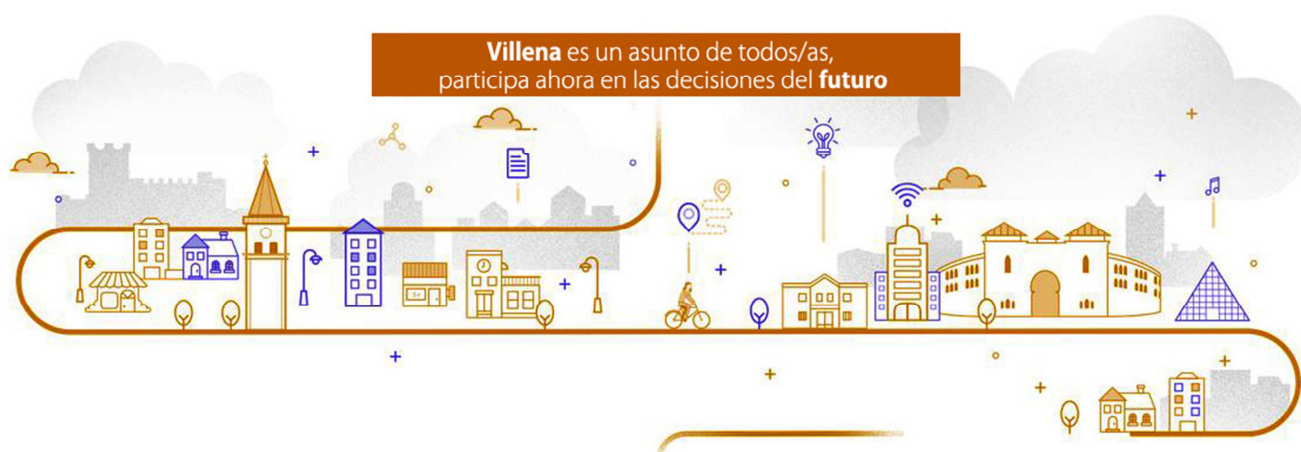 Villena es un asunto de todos/as,
participa ahora en las decisiones del futuro